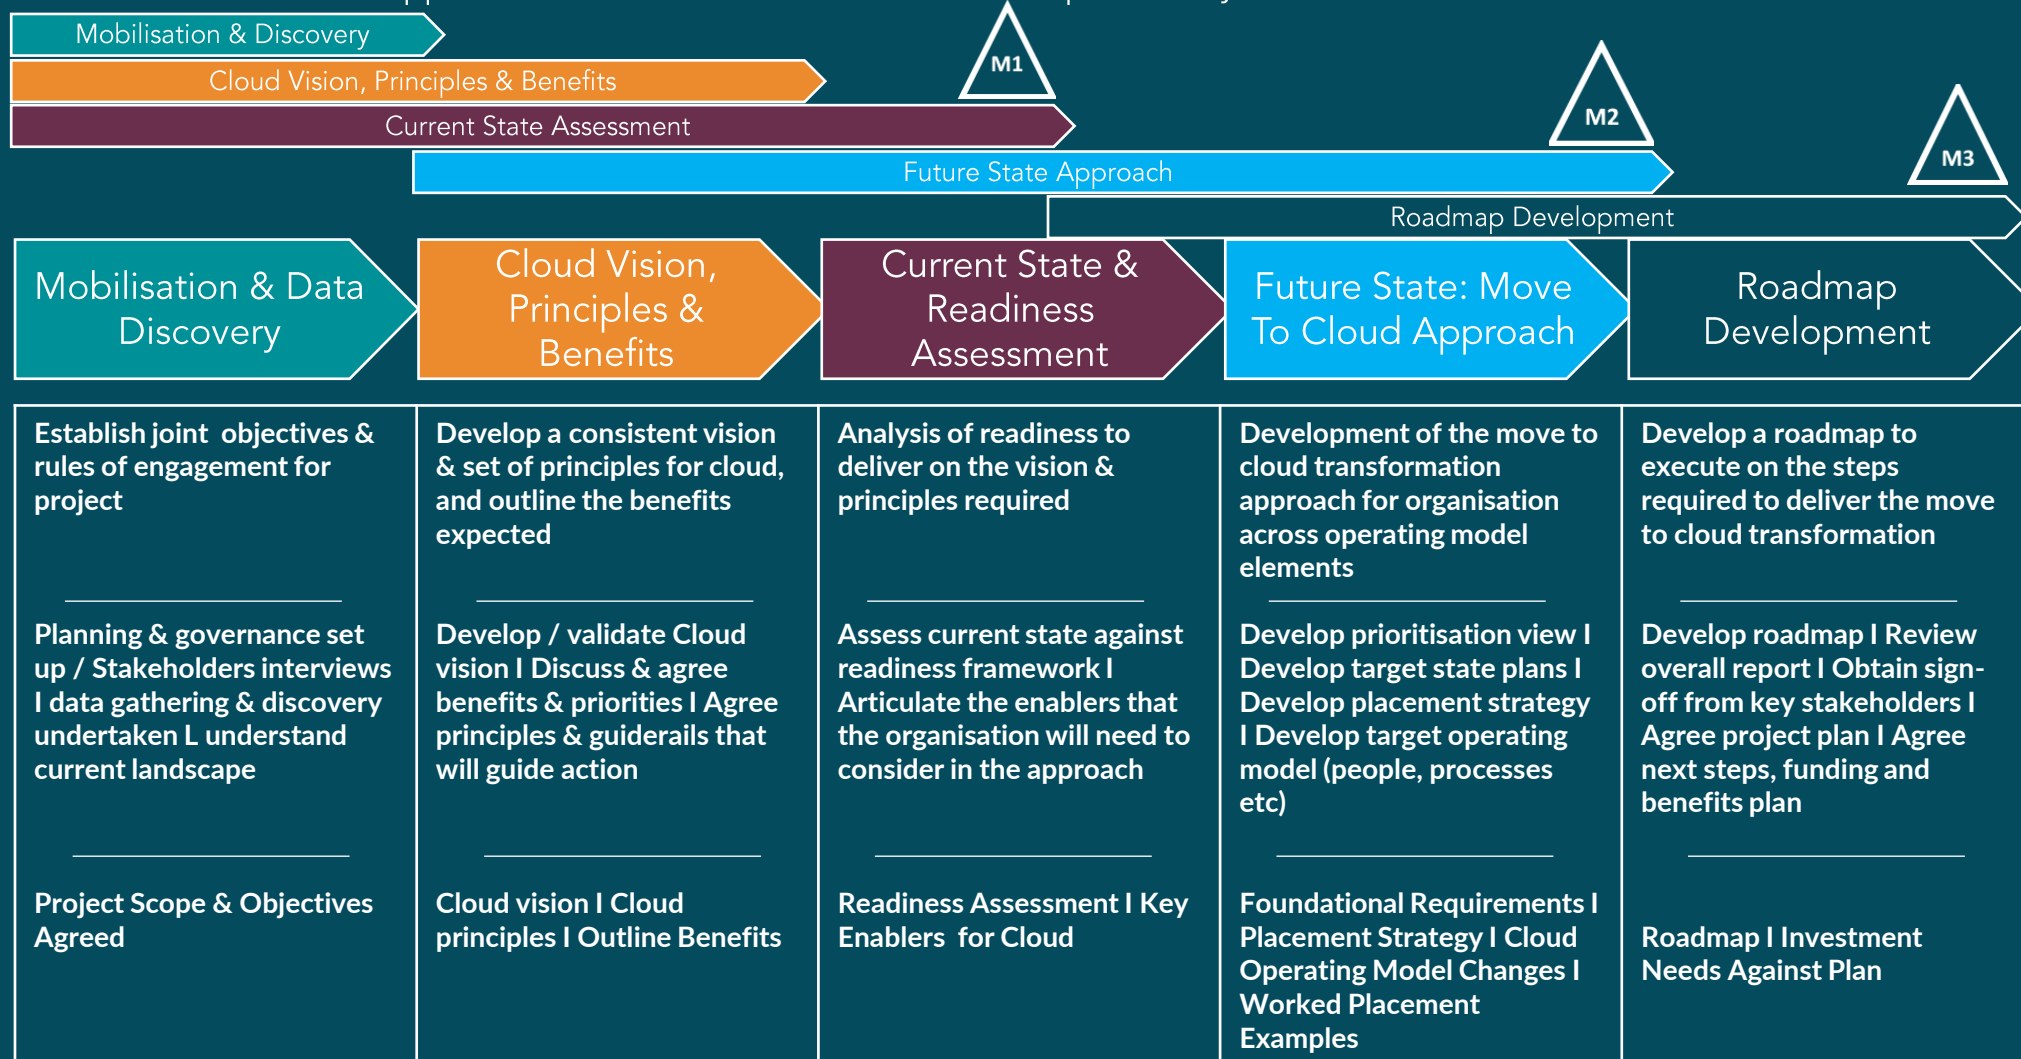 Mobilisation & Discovery
Cloud Vision, Principles & Benefits
M1
Current State Assessment
M2
Future State Approach
M3
Roadmap Development
Mobilisation & Data
Discovery
Cloud Vision,
Principles &
Benefits
Current State &
Readiness
Assessment
Future State: Move
To Cloud Approach
Roadmap
Development
Establish joint objectives &
rules of engagement for
project
Develop a consistent vision
& set of principles for cloud,
and outline the benefits
expected
Analysis of readiness to
deliver on the vision &
principles required
Development of the move to
cloud transformation
approach for organisation
across operating model
elements
Develop a roadmap to
execute on the steps
required to deliver the move
to cloud transformation
Planning & governance set
up / Stakeholders interviews
I data gathering & discovery
undertaken L understand
current landscape
Develop / validate Cloud
vision I Discuss & agree
benefits & priorities I Agree
principles & guiderails that
will guide action
Assess current state against
readiness framework I
Articulate the enablers that
the organisation will need to
consider in the approach
Develop prioritisation view I
Develop target state plans I
Develop placement strategy
I Develop target operating
model (people, processes
etc)
Develop roadmap I Review
overall report I Obtain sign-
off from key stakeholders I
Agree project plan I Agree
next steps, funding and
benefits plan
Project Scope & Objectives
Agreed
Cloud vision I Cloud
principles I Outline Benefits
Readiness Assessment I Key
Enablers for Cloud
Foundational Requirements I
Placement Strategy I Cloud
Operating Model Changes I
Worked Placement
Examples
Roadmap I Investment
Needs Against Plan